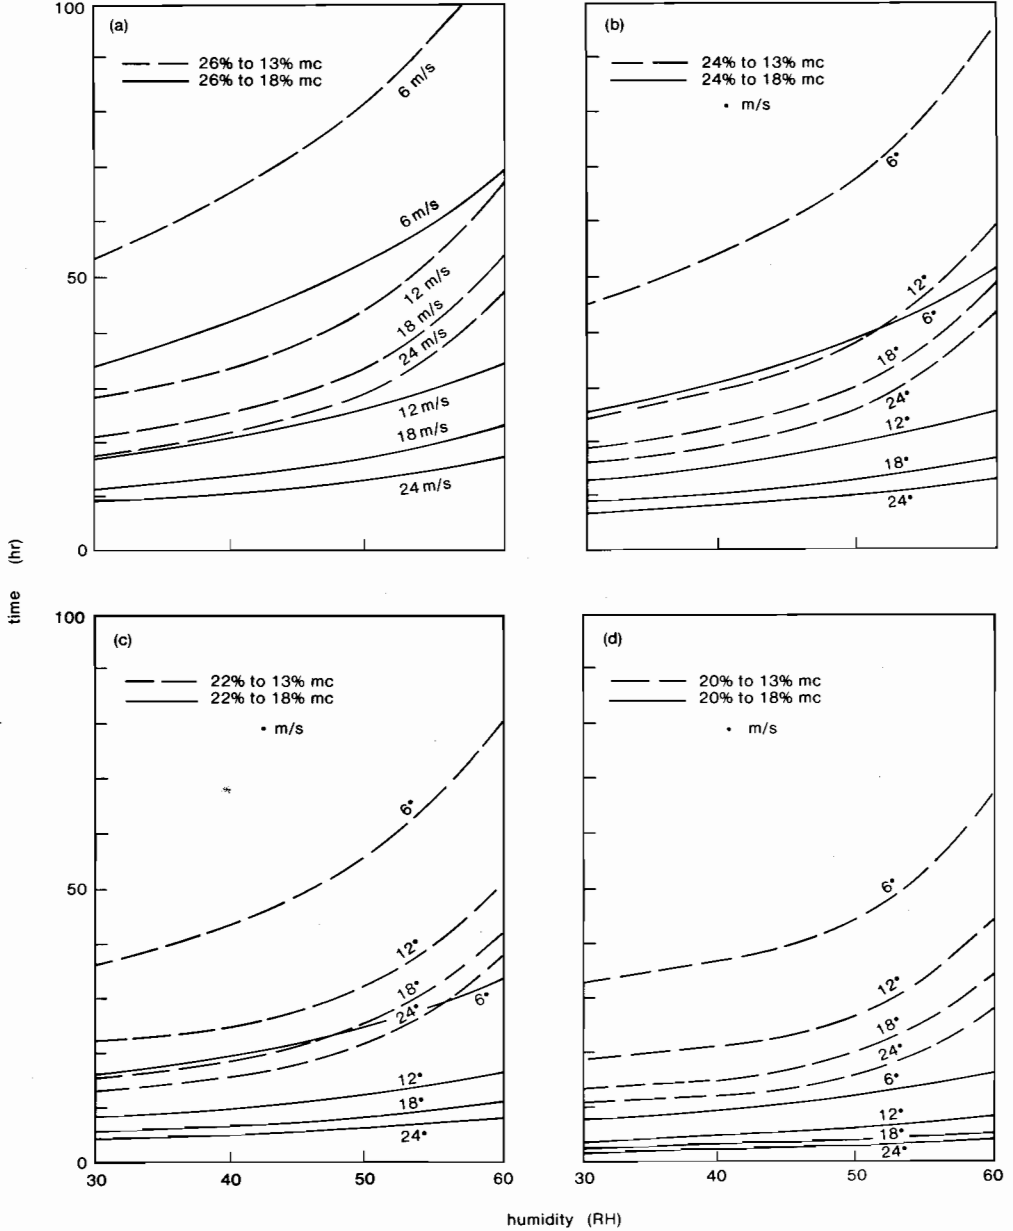 100
(a)
26% to 13% mc
26% to 18% mc
6 m/s
6 m/s
12 m/s
18 m/s
24 m/s
12 m/s
18 m/s
24 m/s
50
0
(b)
24% to 13% mc
24% to 18% mc
• m/s
6•
12•
6•
18•
24•
12•
18•
24•
time (hr)
100
(c)
22% to 13% mc
22% to 18% mc
• m/s
6•
12•
18•
24•
6•
12•
18•
24•
50
0
30
40
50
60
(d)
20% to 13% mc
20% to 18% mc
• m/s
6•
12•
18•
24•
6•
12•
18•
24•
30
40
50
60
humidity (RH)